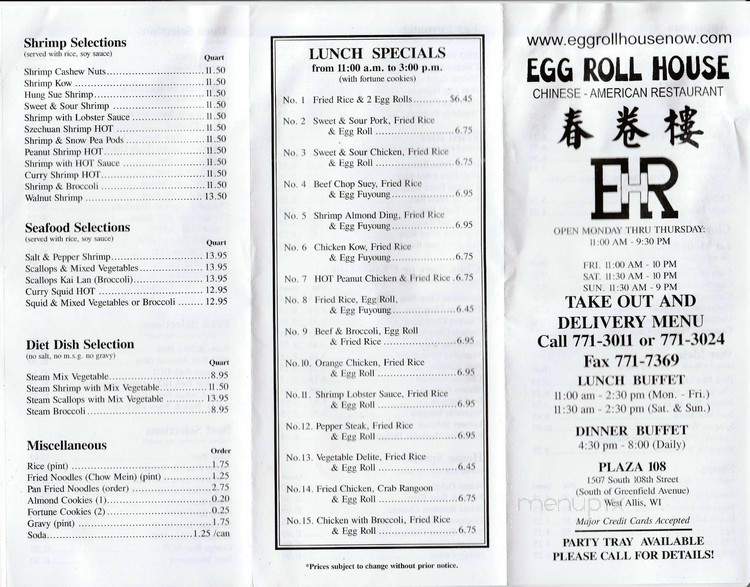 Shrimp Selections
(served with rice, soy sauce)
Quart
Shrimp Cashew Nuts 11.50
Shrimp Kow 11.50
Hung Sue Shrimp 11.50
Sweet & Sour Shrimp 11.50
Shrimp with Lobster Sauce 11.50
Szechuan Shrimp HOT 11.50
Shrimp & Snow Pea Pods 11.50
Peanut Shrimp HOT 11.50
Shrimp with HOT Sauce 11.50
Curry Shrimp HOT 11.50
Shrimp & Broccoli 11.50
Walnut Shrimp 13.50
Seafood Selections
(served with rice, soy sauce)
Quart
Salt & Pepper Shrimp 13.95
Scallops & Mixed Vegetables 13.95
Scallops Kai Lan (Broccoli) 13.95
Curry Squid HOT 12.95
Squid & Mixed Vegetables or Broccoli 12.95
Diet Dish Selection
(no salt, no m.s.g. no gravy)
Quart
Steam Mix Vegetable 8.95
Steam Shrimp with Mix Vegetable 11.50
Steam Scallops with Mix Vegetable 13.95
Steam Broccoli 8.95
Miscellaneous
Order
Rice (pint) 1.75
Fried Noodles (Chow Mein) (pint) 1.25
Pan Fried Noodles (order) 2.75
Almond Cookies (1) 0.20
Fortune Cookies (2) 0.25
Gravy (pint) 1.75
Soda 1.25 /can
LUNCH SPECIALS
from 11:00 a.m. to 3:00 p.m.
(with fortune cookies)
No. 1 Fried Rice & 2 Egg Rolls $6.45
No. 2 Sweet & Sour Pork, Fried Rice
& Egg Roll 6.75
No. 3 Sweet & Sour Chicken, Fried Rice
& Egg Roll 6.75
No. 4 Beef Chop Suey, Fried Rice
& Egg Fuyoung 6.95
No. 5 Shrimp Almond Ding, Fried Rice
& Egg Fuyoung 6.95
No. 6 Chicken Kow, Fried Rice
& Egg Fuyoung 6.95
No. 7 HOT Peanut Chicken & Fried Rice 6.75
No. 8 Fried Rice, Egg Roll,
& Egg Fuyoung 6.45
No. 9 Beef & Broccoli, Egg Roll
& Fried Rice 6.95
No.10. Orange Chicken, Fried Rice
& Egg Roll 6.95
No.11. Shrimp Lobster Sauce, Fried Rice
& Egg Roll 6.95
No.12. Pepper Steak, Fried Rice
& Egg Roll 6.95
No.13. Vegetable Delite, Fried Rice
& Egg Roll 6.45
No.14. Fried Chicken, Crab Rangoon
& Egg Roll 6.75
No.15. Chicken with Broccoli, Fried Rice
& Egg Roll 6.75
*Prices subject to change without prior notice.
www.eggrollhousenow.com
EGG ROLL HOUSE
CHINESE - AMERICAN RESTAURANT
春卷樓
EHR
OPEN MONDAY THRU THURSDAY:
11:00 AM - 9:30 PM
FRI. 11:00 AM - 10 PM
SAT. 11:30 AM - 10 PM
SUN. 11:30 AM - 9 PM
TAKE OUT AND
DELIVERY MENU
Call 771-3011 or 771-3024
Fax 771-7369
LUNCH BUFFET
11:00 am - 2:30 pm (Mon. - Fri.)
11:30 am - 2:30 pm (Sat. & Sun.)
DINNER BUFFET
4:30 pm - 8:00 (Daily)
PLAZA 108
1507 South 108th Street
(South of Greenfield Avenue)
West Allis, WI
Major Credit Cards Accepted
PARTY TRAY AVAILABLE
PLEASE CALL FOR DETAILS!